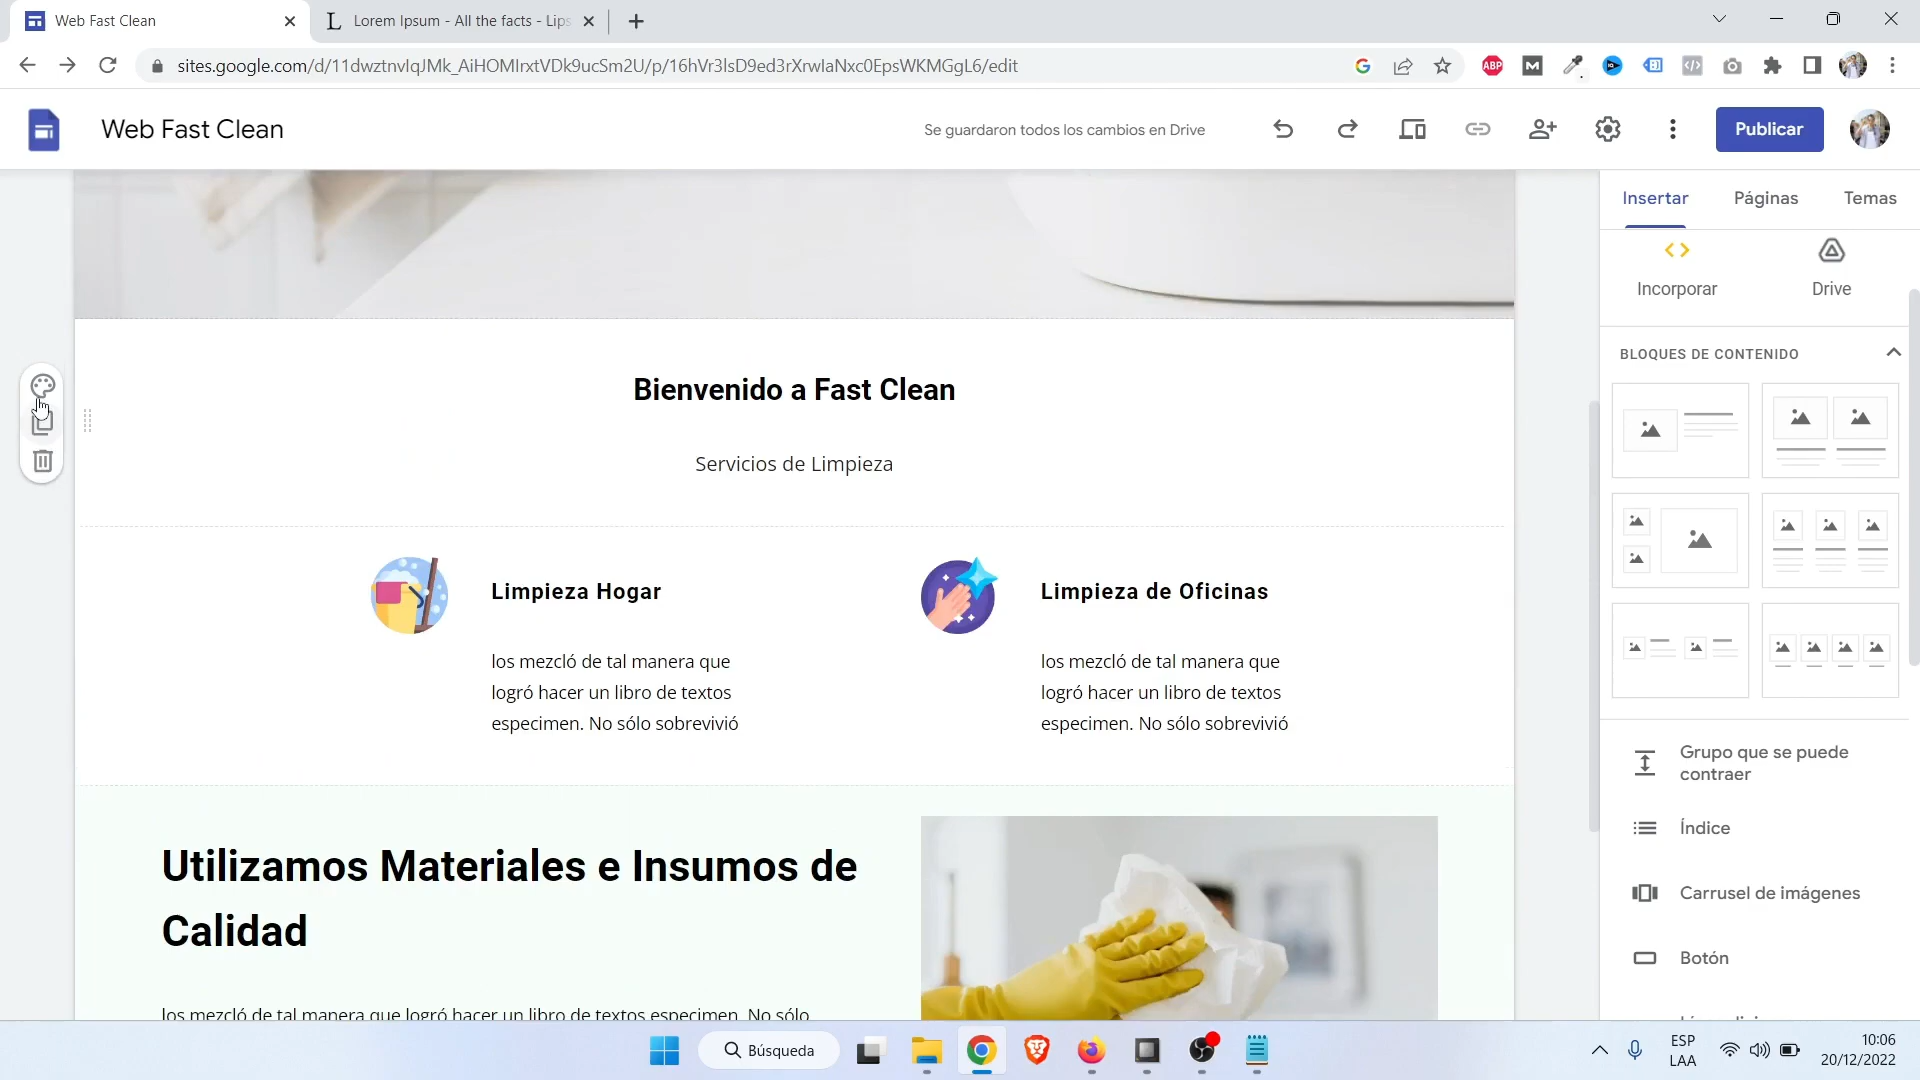 Web Fast Clean
Lorem Ipsum - All the facts - Lips
sites.google.com/d/11dwztnvIqJMk_AiHOMIrxtVDk9ucSm2U/p/16hVr3lsD9ed3rXrwIaNxc0EpsWKMGgL6/edit
ABP
Web Fast Clean
Se guardaron todos los cambios en Drive
Publicar
Insertar
Páginas
Temas
Incorporar
Drive
BLOQUES DE CONTENIDO
Bienvenido a Fast Clean
Servicios de Limpieza
Limpieza Hogar
los mezcló de tal manera que
logró hacer un libro de textos
especimen. No sólo sobrevivió
Limpieza de Oficinas
los mezcló de tal manera que
logró hacer un libro de textos
especimen. No sólo sobrevivió
Utilizamos Materiales e Insumos de
Calidad
los mezcló de tal manera que logró hacer un libro de textos especimen. No sólo
Grupo que se puede
contraer
Índice
Carrusel de imágenes
Botón
Búsqueda
ESP
LAA
10:06
20/12/2022